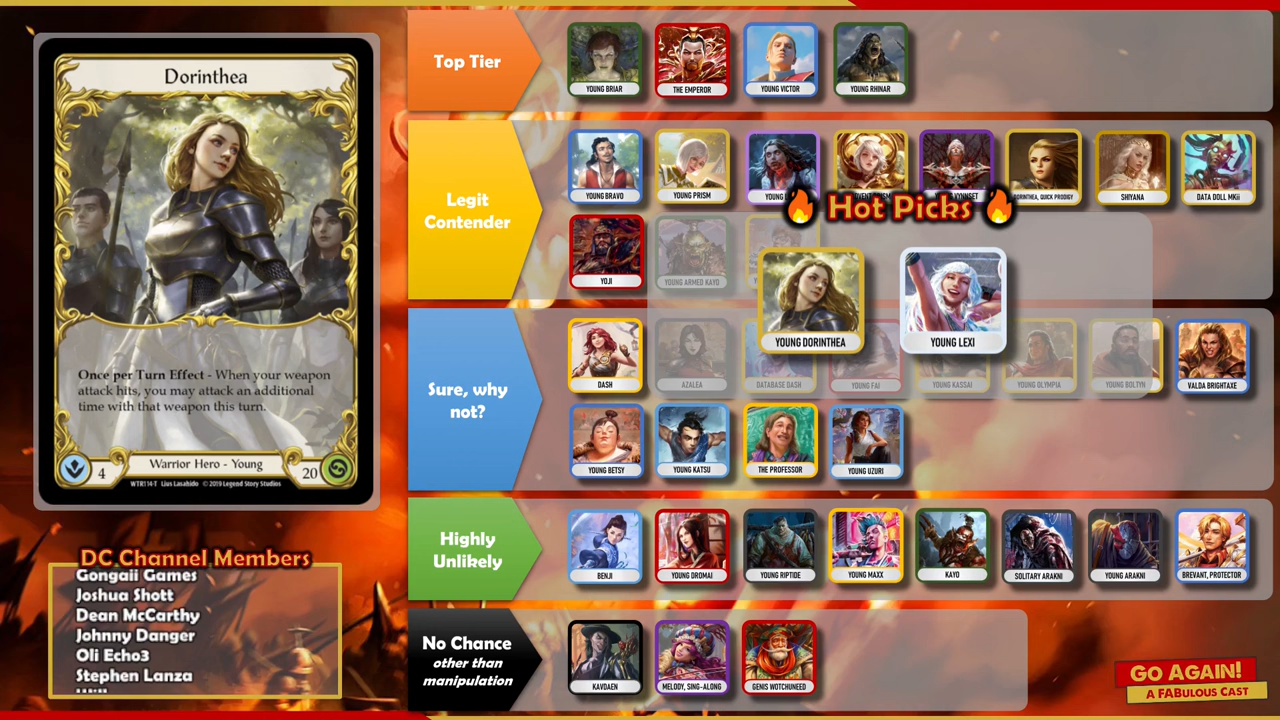 Dorinthea
Once per Turn Effect - When your weapon
attack hits, you may attack an additional
time with that weapon this turn.
4
Warrior Hero - Young
20
WTR114-T Lius Lasahido © 2019 Legend Story Studios
DC Channel Members
Gongaii Games
Joshua Shott
Dean McCarthy
Johnny Danger
Oli Echo3
Stephen Lanza
Top Tier
YOUNG BRIAR
THE EMPEROR
YOUNG VICTOR
YOUNG RHINAR
Legit
Contender
YOUNG BRAVO
YOUNG PRISM
YOUNG
DORINTHEA, QUICK PRODIGY
SHIYANA
DATA DOLL MKII
YOJI
YOUNG ARMED KAYO
Hot Picks
YOUNG DORINTHEA
YOUNG LEXI
Sure, why
not?
DASH
AZALEA
DATABASE DASH
YOUNG FAI
YOUNG KASSAI
YOUNG OLYMPIA
YOUNG BOLTYN
VALDA BRIGHTAXE
YOUNG BETSY
YOUNG KATSU
THE PROFESSOR
YOUNG UZURI
Highly
Unlikely
BENJI
YOUNG DROMAI
YOUNG RIPTIDE
YOUNG MAXX
KAYO
SOLITARY ARAKNI
YOUNG ARAKNI
BREVANT, PROTECTOR
No Chance
other than
manipulation
KAVDAEN
MELODY, SING-ALONG
GENIS WOTCHUNEED
GO AGAIN!
A FABULOUS CAST